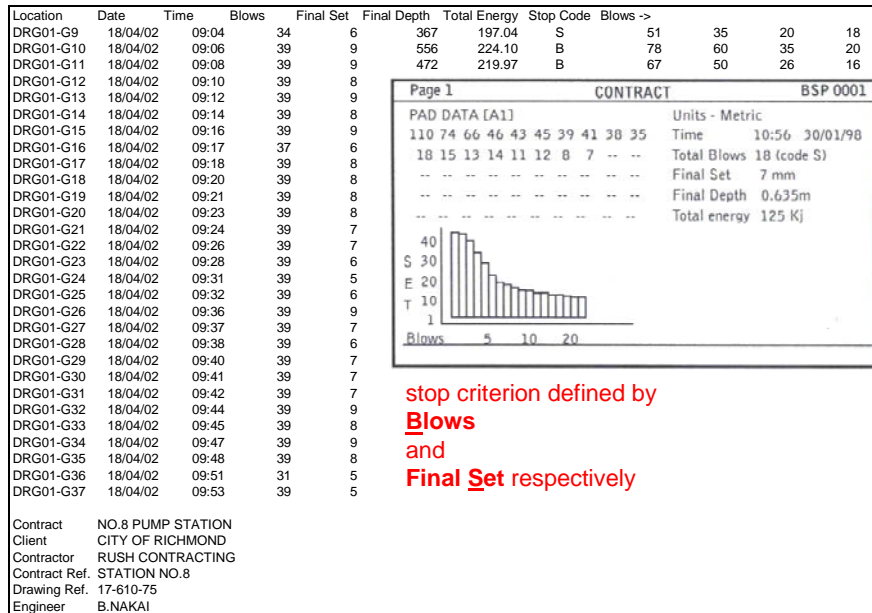 Location Date Time Blows Final Set Final Depth Total Energy Stop Code Blows ->
DRG01-G9 18/04/02 09:04 34 6 367 197.04 S 51 35 20 18
DRG01-G10 18/04/02 09:06 39 9 556 224.10 B 78 60 35 20
DRG01-G11 18/04/02 09:08 39 9 472 219.97 B 67 50 26 16
DRG01-G12 18/04/02 09:10 39 8
DRG01-G13 18/04/02 09:12 39 9
DRG01-G14 18/04/02 09:14 39 8
DRG01-G15 18/04/02 09:16 39 9
DRG01-G16 18/04/02 09:17 37 6
DRG01-G17 18/04/02 09:18 39 8
DRG01-G18 18/04/02 09:20 39 8
DRG01-G19 18/04/02 09:21 39 8
DRG01-G20 18/04/02 09:23 39 8
DRG01-G21 18/04/02 09:24 39 7
DRG01-G22 18/04/02 09:26 39 7
DRG01-G23 18/04/02 09:28 39 6
DRG01-G24 18/04/02 09:31 39 5
DRG01-G25 18/04/02 09:32 39 6
DRG01-G26 18/04/02 09:36 39 9
DRG01-G27 18/04/02 09:37 39 7
DRG01-G28 18/04/02 09:38 39 6
DRG01-G29 18/04/02 09:40 39 7
DRG01-G30 18/04/02 09:41 39 7
DRG01-G31 18/04/02 09:42 39 7
DRG01-G32 18/04/02 09:44 39 9
DRG01-G33 18/04/02 09:45 39 8
DRG01-G34 18/04/02 09:47 39 9
DRG01-G35 18/04/02 09:48 39 8
DRG01-G36 18/04/02 09:51 31 5
DRG01-G37 18/04/02 09:53 39 5
Contract NO.8 PUMP STATION
Client CITY OF RICHMOND
Contractor RUSH CONTRACTING
Contract Ref. STATION NO.8
Drawing Ref. 17-610-75
Engineer B.NAKAI
Page 1 CONTRACT BSP 0001
PAD DATA [A1] Units - Metric
110 74 66 46 43 45 39 41 38 35 Time 10:56 30/01/98
18 15 13 14 11 12 8 7 -- -- Total Blows 18 (code S)
-- -- -- -- -- -- -- -- -- -- Final Set 7 mm
-- -- -- -- -- -- -- -- -- -- Final Depth 0.635m
-- -- -- -- -- -- -- -- -- -- Total energy 125 Kj
40
S 30
E 20
T 10
1
Blows 5 10 20
stop criterion defined by
Blows
and
Final Set respectively